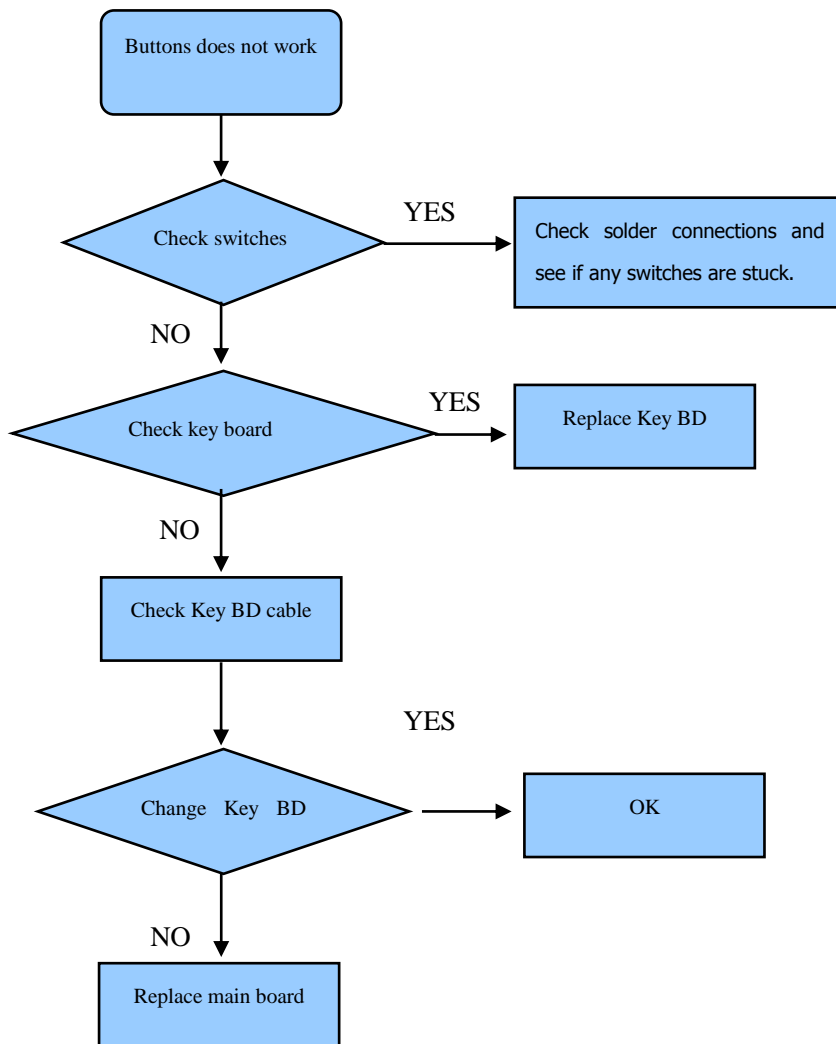 Buttons does not work
YES
Check switches
Check solder connections and
see if any switches are stuck.
NO
YES
Check key board
Replace Key BD
NO
Check Key BD cable
YES
Change Key BD
OK
NO
Replace main board